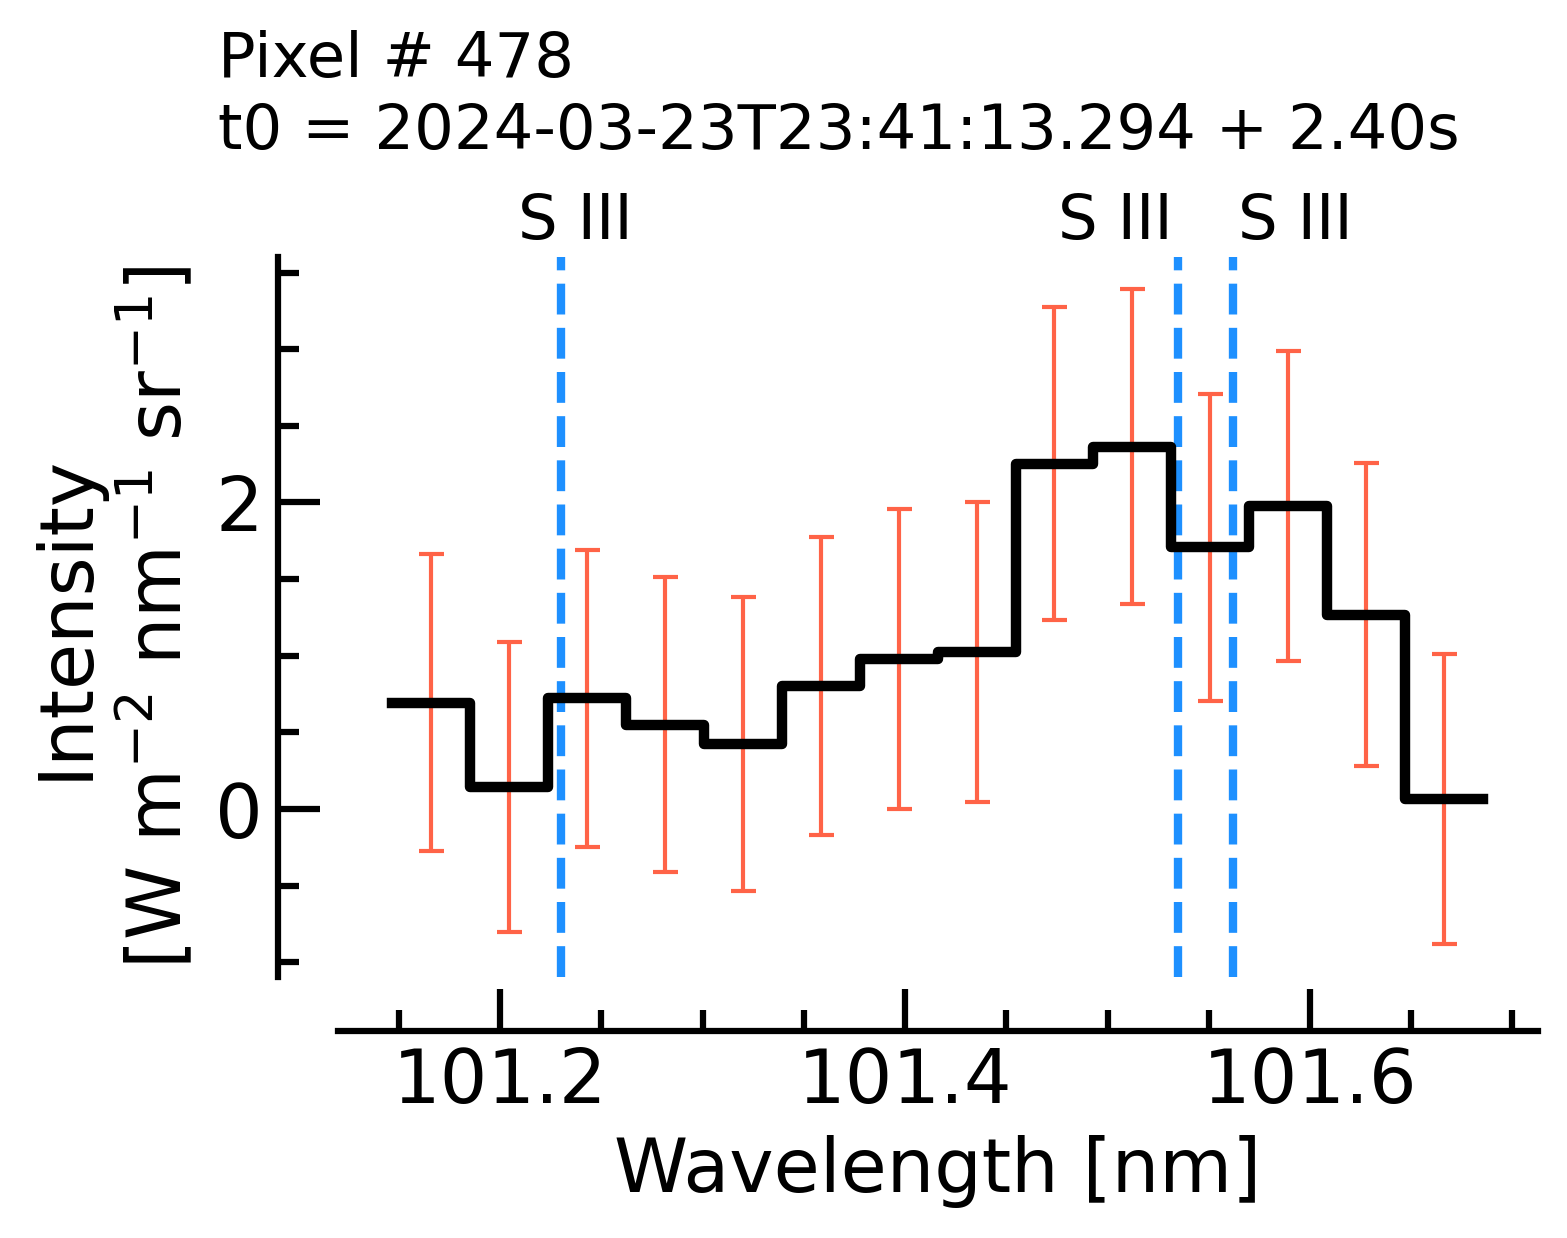 Pixel # 478
t0 = 2024-03-23T23:41:13.294 + 2.40s
S III S III S III
Intensity
[W m⁻² nm⁻¹ sr⁻¹]
2
0
101.2 101.4 101.6
Wavelength [nm]